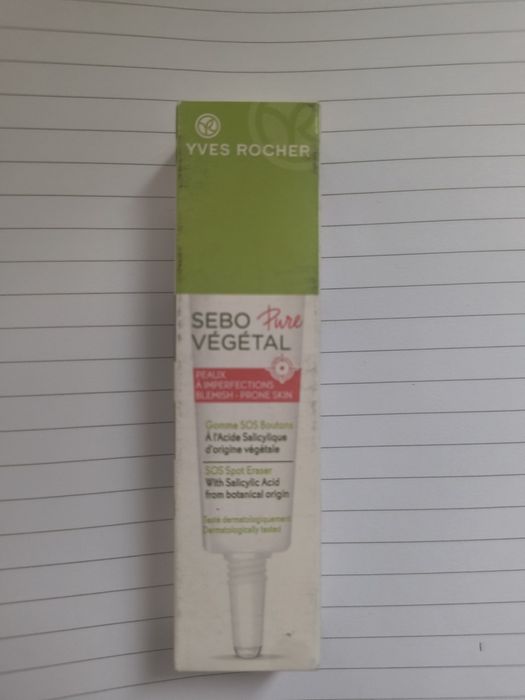 YVES ROCHER
SEBO Pure
VÉGÉTAL
PEAUX
À IMPERFECTIONS
BLEMISH - PRONE SKIN
Gomme SOS Boutons
À l'Acide Salicylique
d'origine végétale
SOS Spot Eraser
With Salicylic Acid
from botanical origin
Testé dermatologiquement
Dermatologically tested